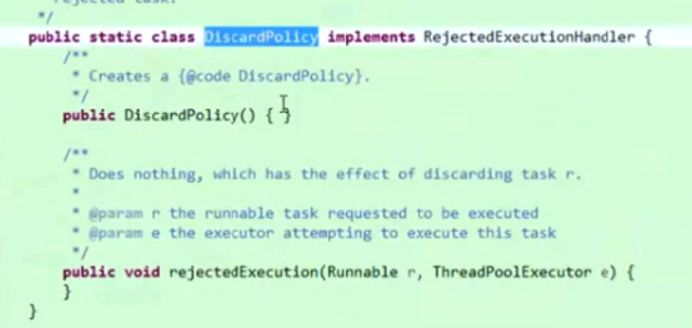 rejected task.
*/
public static class DiscardPolicy implements RejectedExecutionHandler {
/**
* Creates a {@code DiscardPolicy}.
*/
public DiscardPolicy() { }
/**
* Does nothing, which has the effect of discarding task r.
*
* @param r the runnable task requested to be executed
* @param e the executor attempting to execute this task
*/
public void rejectedExecution(Runnable r, ThreadPoolExecutor e) {
}
}